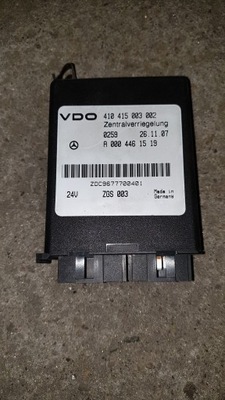 VDO 410 415 003 002
Zentralverriegelung
0259 26.11.07
A 000 446 15 19
ZGC9677700401
24V ZGS 003 Made in
Germany